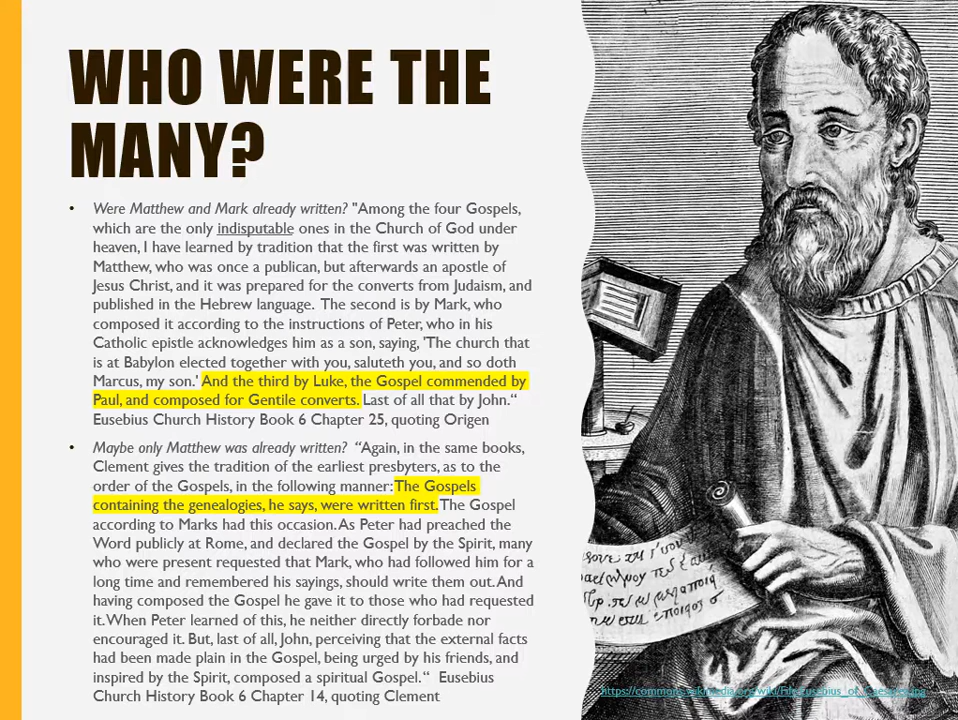 WHO WERE THE
MANY?
• Were Matthew and Mark already written? "Among the four Gospels,
which are the only indisputable ones in the Church of God under
heaven, I have learned by tradition that the first was written by
Matthew, who was once a publican, but afterwards an apostle of
Jesus Christ, and it was prepared for the converts from Judaism, and
published in the Hebrew language. The second is by Mark, who
composed it according to the instructions of Peter, who in his
Catholic epistle acknowledges him as a son, saying, 'The church that
is at Babylon elected together with you, saluteth you, and so doth
Marcus, my son.' And the third by Luke, the Gospel commended by
Paul, and composed for Gentile converts. Last of all that by John.“
Eusebius Church History Book 6 Chapter 25, quoting Origen
• Maybe only Matthew was already written? “Again, in the same books,
Clement gives the tradition of the earliest presbyters, as to the
order of the Gospels, in the following manner: The Gospels
containing the genealogies, he says, were written first. The Gospel
according to Marks had this occasion. As Peter had preached the
Word publicly at Rome, and declared the Gospel by the Spirit, many
who were present requested that Mark, who had followed him for a
long time and remembered his sayings, should write them out. And
having composed the Gospel he gave it to those who had requested
it. When Peter learned of this, he neither directly forbade nor
encouraged it. But, last of all, John, perceiving that the external facts
had been made plain in the Gospel, being urged by his friends, and
inspired by the Spirit, composed a spiritual Gospel.“ Eusebius
Church History Book 6 Chapter 14, quoting Clement